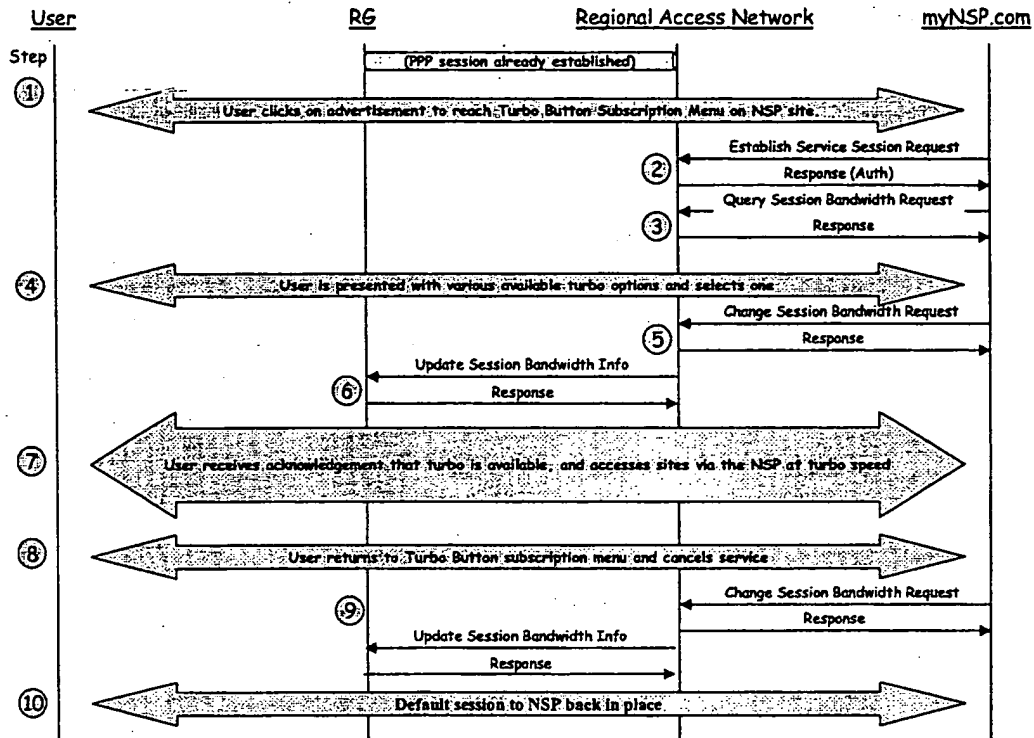 User RG Regional Access Network myNSP.com
Step
(PPP session already established)
1
User clicks on advertisement to reach Turbo Button Subscription Menu on NSP site.
Establish Service Session Request
2
Response (Auth)
Query Session Bandwidth Request
3
Response
4
User is presented with various available turbo options and selects one
Change Session Bandwidth Request
5
Response
Update Session Bandwidth Info
6
Response
7
User receives acknowledgement that turbo is available, and accesses sites via the NSP at turbo speed
8
User returns to Turbo Button subscription menu and cancels service
Change Session Bandwidth Request
9
Response
Update Session Bandwidth Info
Response
10
Default session to NSP back in place